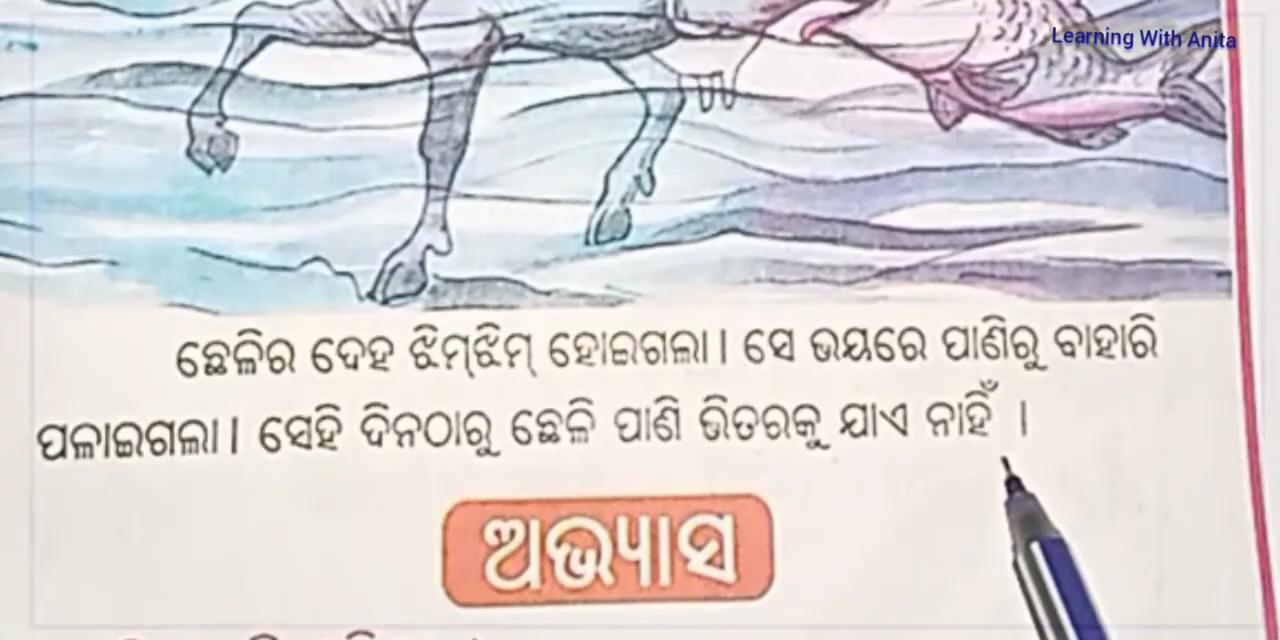 Learning With Anita
ଛେଳିର ଦେହ ଝିମ୍‌ଝିମ୍ ହୋଇଗଲା। ସେ ଭୟରେ ପାଣିରୁ ବାହାରି
ପଳାଇଗଲା। ସେହି ଦିନଠାରୁ ଛେଳି ପାଣି ଭିତରକୁ ଯାଏ ନାହିଁ ।
ଅଭ୍ୟାସ